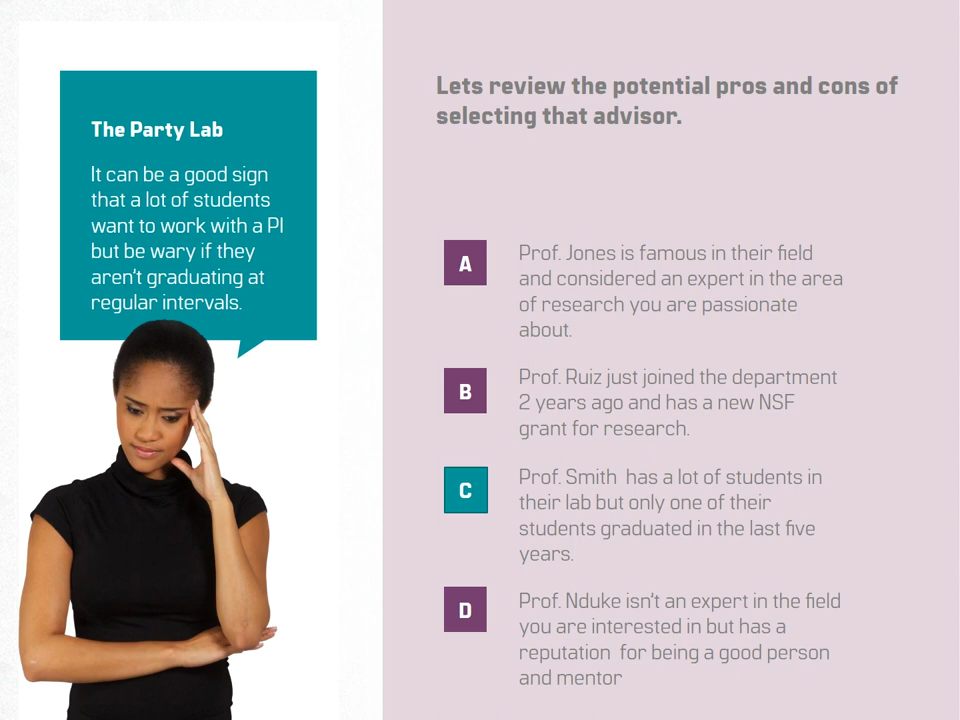 The Party Lab
It can be a good sign
that a lot of students
want to work with a PI
but be wary if they
aren't graduating at
regular intervals.
Lets review the potential pros and cons of
selecting that advisor.
A
Prof. Jones is famous in their field
and considered an expert in the area
of research you are passionate
about.
B
Prof. Ruiz just joined the department
2 years ago and has a new NSF
grant for research.
C
Prof. Smith  has a lot of students in
their lab but only one of their
students graduated in the last five
years.
D
Prof. Nduke isn't an expert in the field
you are interested in but has a
reputation  for being a good person
and mentor